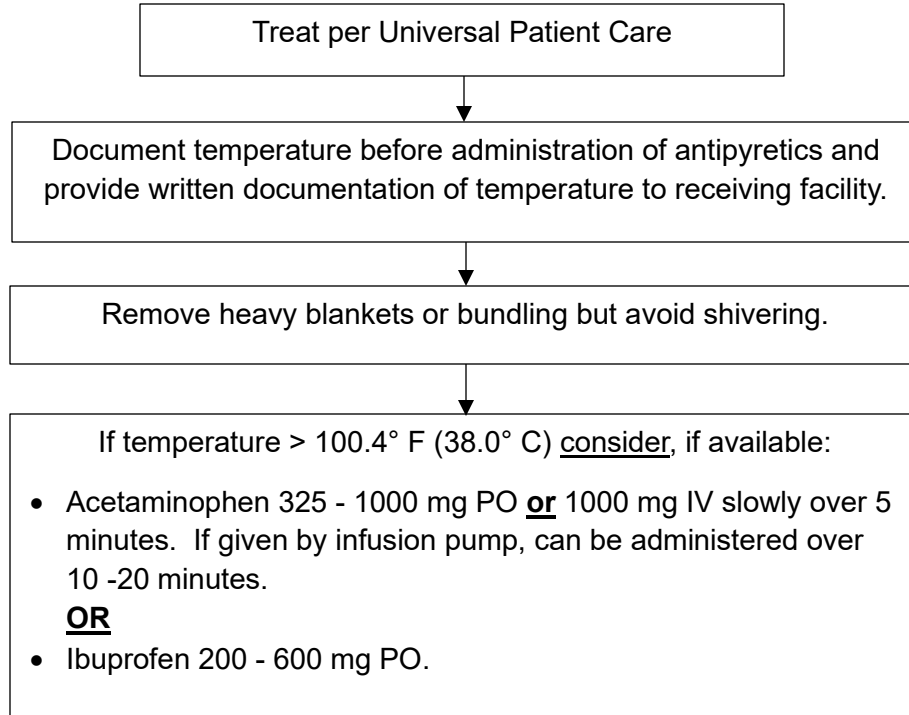 Treat per Universal Patient Care
Document temperature before administration of antipyretics and
provide written documentation of temperature to receiving facility.
Remove heavy blankets or bundling but avoid shivering.
If temperature > 100.4° F (38.0° C) consider, if available:
• Acetaminophen 325 - 1000 mg PO or 1000 mg IV slowly over 5
minutes.  If given by infusion pump, can be administered over
10 -20 minutes.
OR
• Ibuprofen 200 - 600 mg PO.